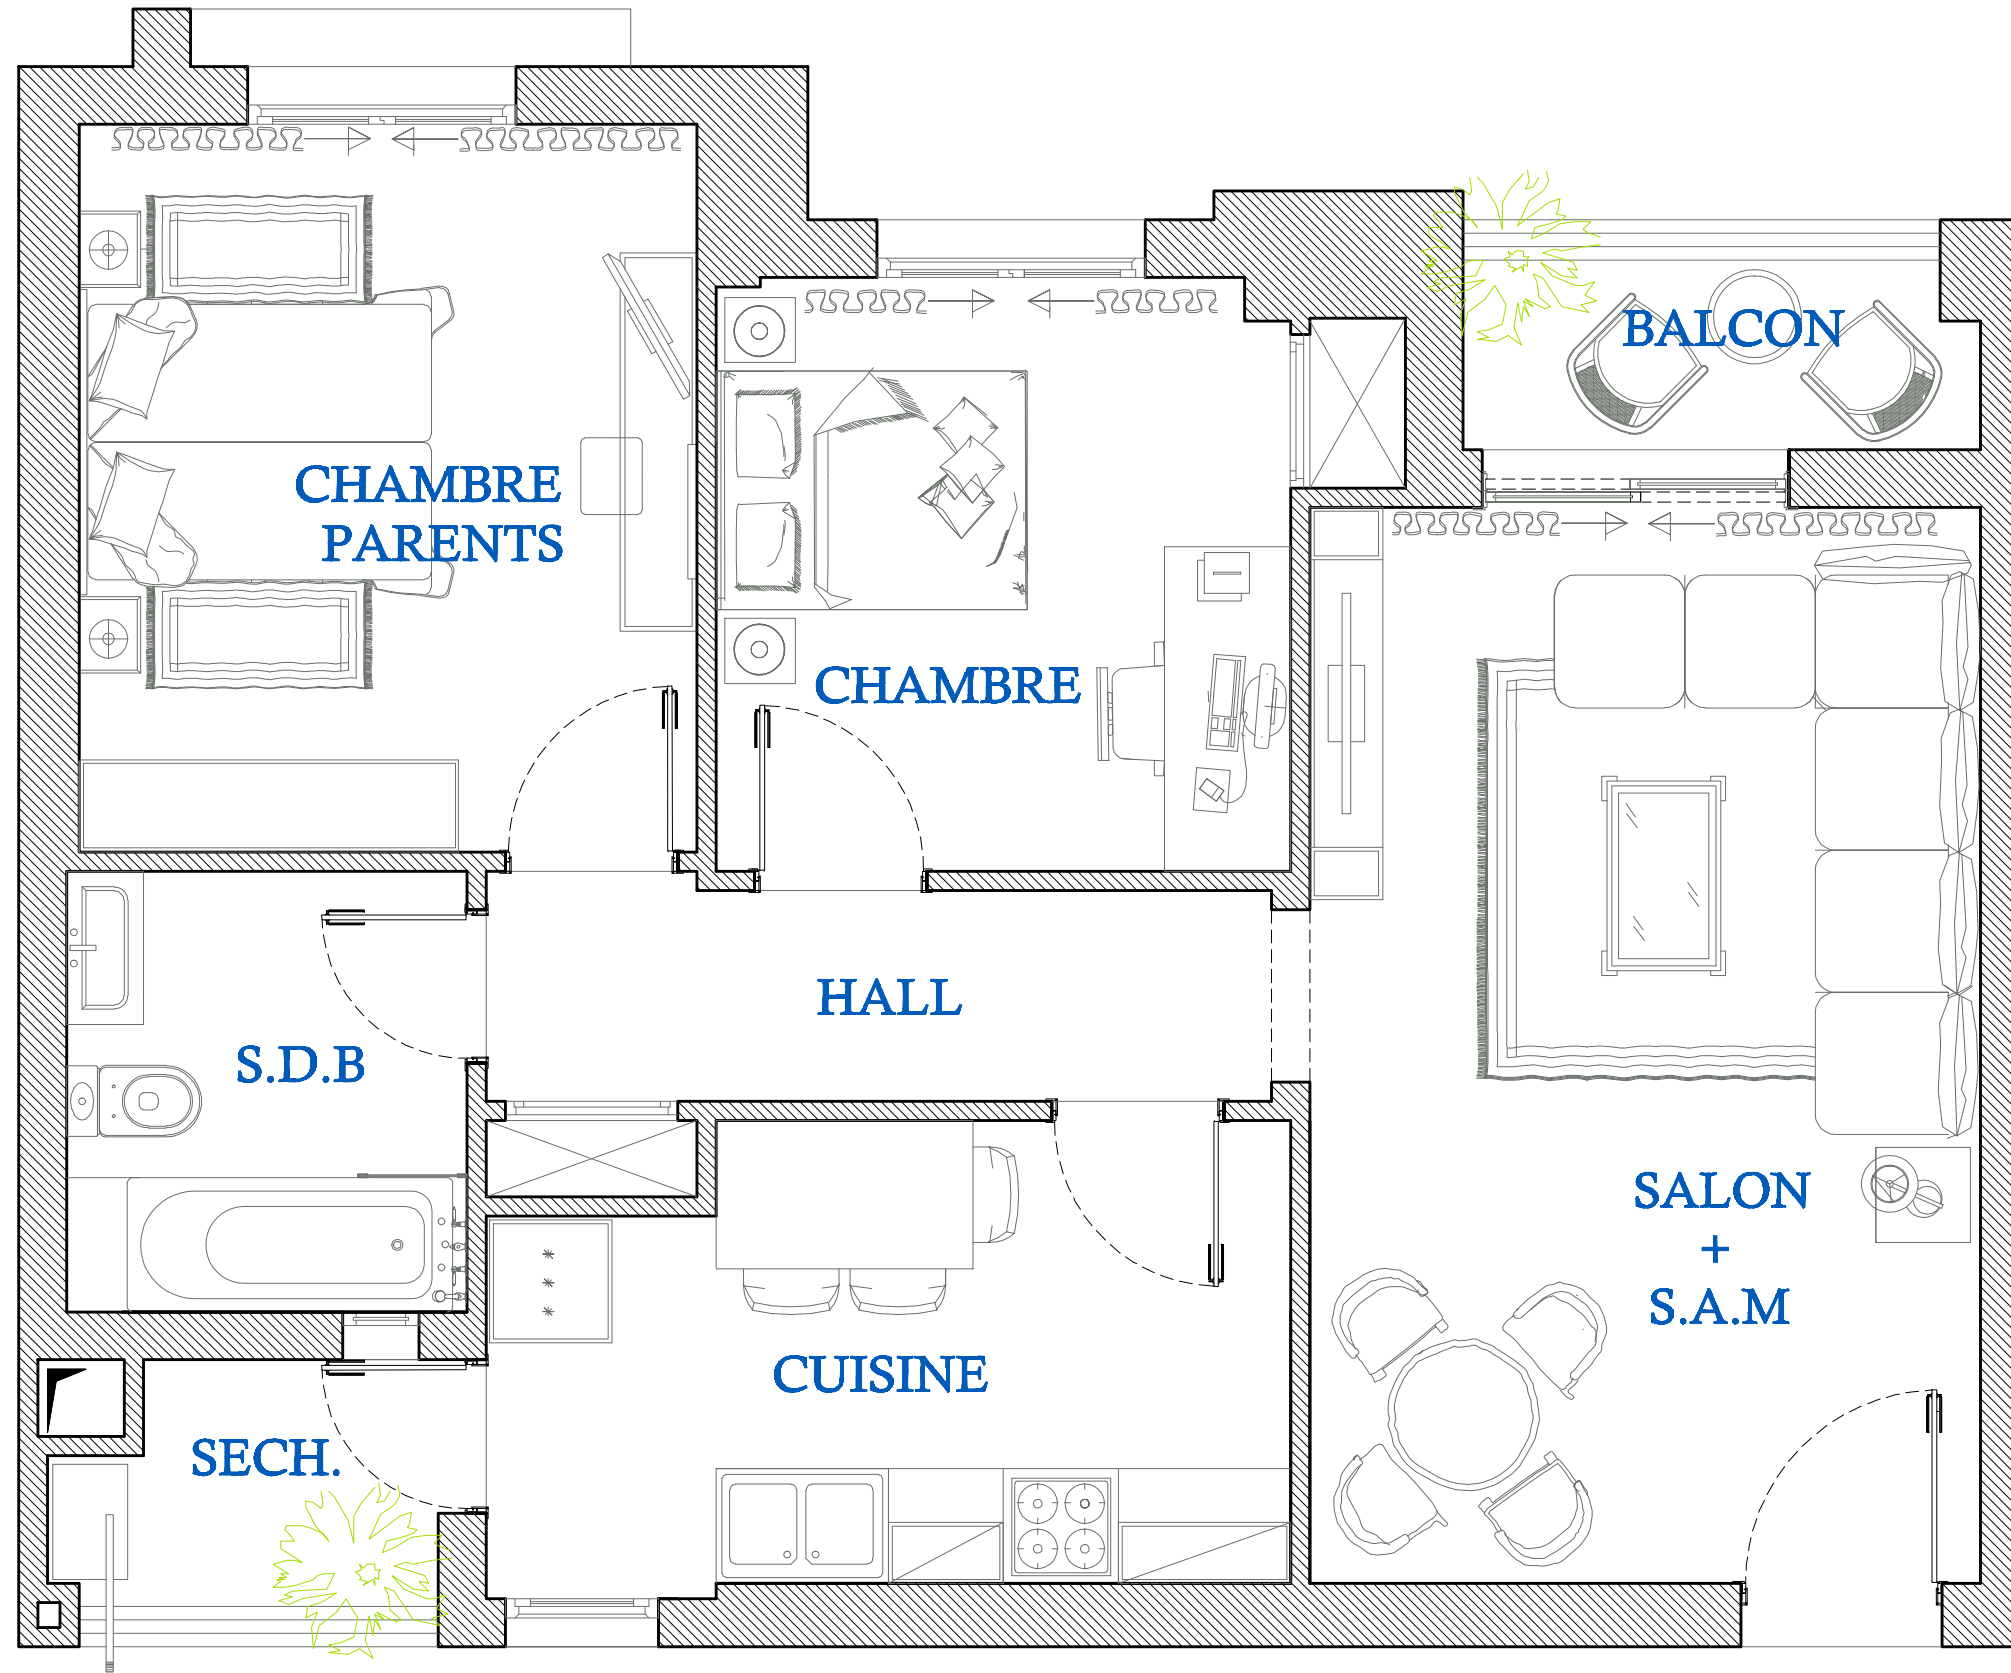 BALCON
CHAMBRE
PARENTS
CHAMBRE
HALL
S.D.B
SALON
+
S.A.M
CUISINE
SECH.